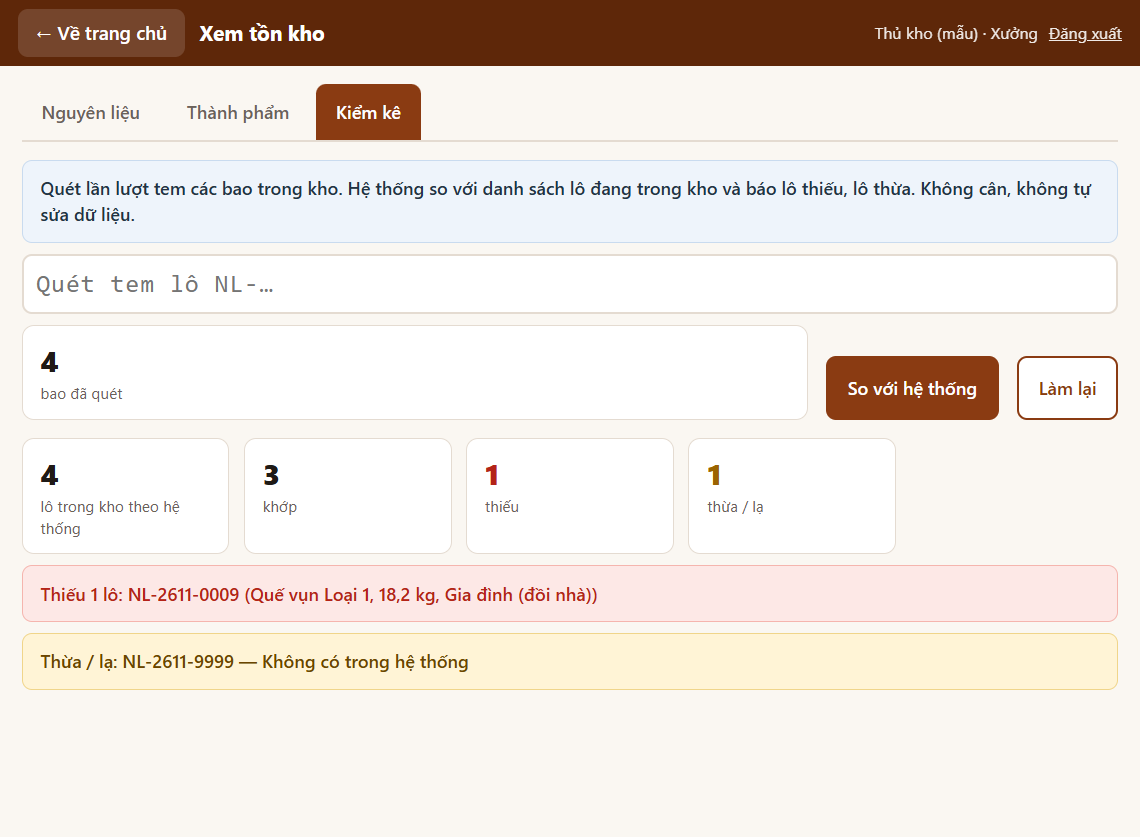 ← Về trang chủ
Xem tồn kho
Thủ kho (mẫu) · Xưởng
Đăng xuất
Nguyên liệu
Thành phẩm
Kiểm kê
Quét lần lượt tem các bao trong kho. Hệ thống so với danh sách lô đang trong kho và báo lô thiếu, lô thừa. Không cân, không tự
sửa dữ liệu.
Quét tem lô NL-…
4
bao đã quét
So với hệ thống
Làm lại
4
lô trong kho theo hệ
thống
3
khớp
1
thiếu
1
thừa / lạ
Thiếu 1 lô: NL-2611-0009 (Quế vụn Loại 1, 18,2 kg, Gia đình (đồi nhà))
Thừa / lạ: NL-2611-9999 — Không có trong hệ thống